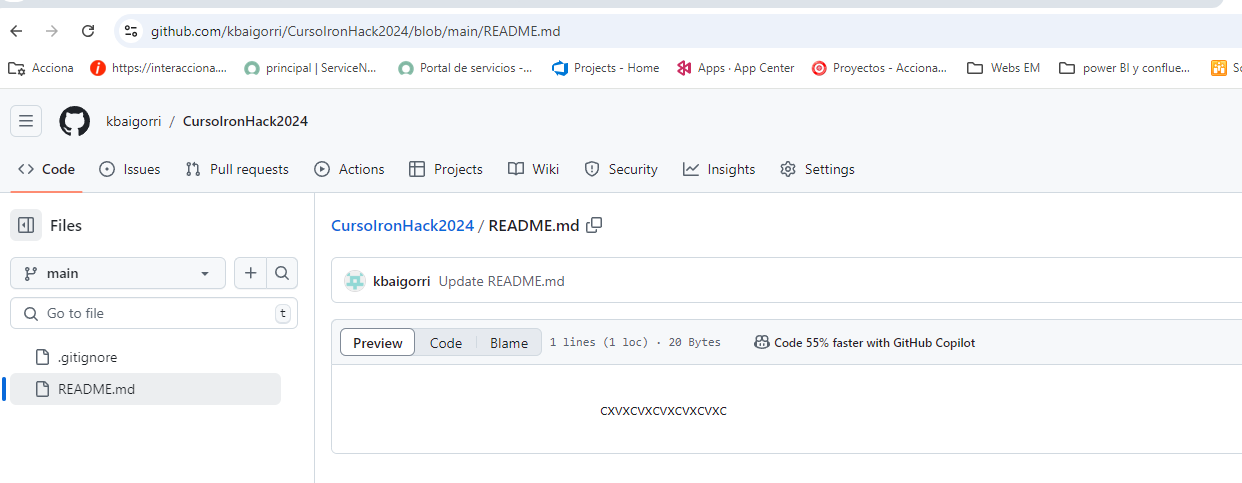 github.com/kbaigorri/CursoIronHack2024/blob/main/README.md
Acciona https://interacciona.... principal | ServiceN... Portal de servicios -... Projects - Home Apps · App Center Proyectos - Acciona... Webs EM power BI y conflue...
kbaigorri / CursoIronHack2024
Code Issues Pull requests Actions Projects Wiki Security Insights Settings
Files
main
Go to file t
.gitignore
README.md
CursoIronHack2024 / README.md
kbaigorri Update README.md
Preview Code Blame 1 lines (1 loc) · 20 Bytes Code 55% faster with GitHub Copilot
cxvxcvxcvxcvxcvxc